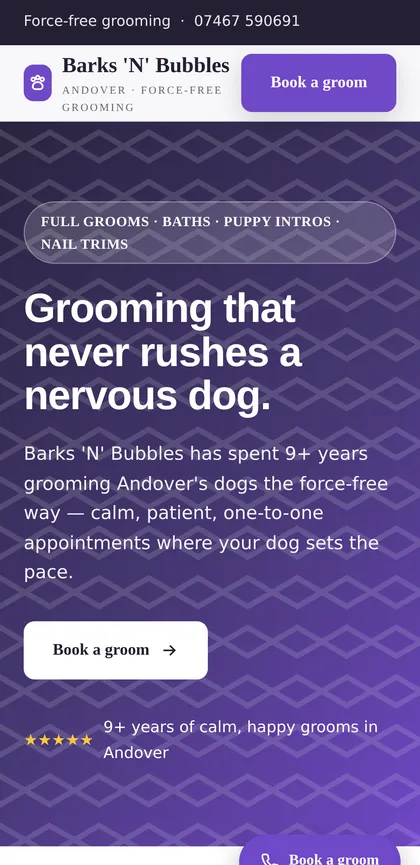 Force-free grooming · 07467 590691
Barks 'N' Bubbles
ANDOVER · FORCE-FREE
GROOMING
Book a groom
FULL GROOMS · BATHS · PUPPY INTROS ·
NAIL TRIMS
Grooming that
never rushes a
nervous dog.
Barks 'N' Bubbles has spent 9+ years
grooming Andover's dogs the force-free
way — calm, patient, one-to-one
appointments where your dog sets the
pace.
Book a groom →
★★★★★ 9+ years of calm, happy grooms in
Andover
Book a groom